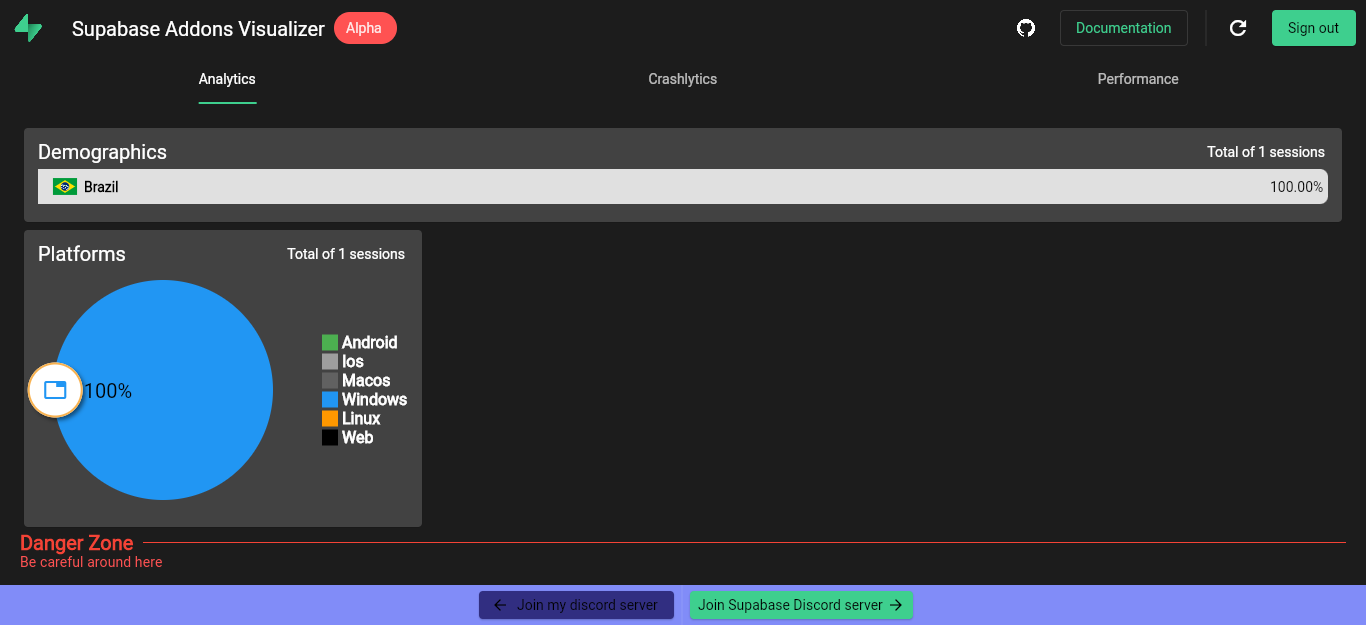 Supabase Addons Visualizer Alpha Documentation Sign out
Analytics Crashlytics Performance
Demographics Total of 1 sessions
Brazil 100.00%
Platforms Total of 1 sessions
100%
Android
Ios
Macos
Windows
Linux
Web
Danger Zone
Be careful around here
Join my discord server Join Supabase Discord server